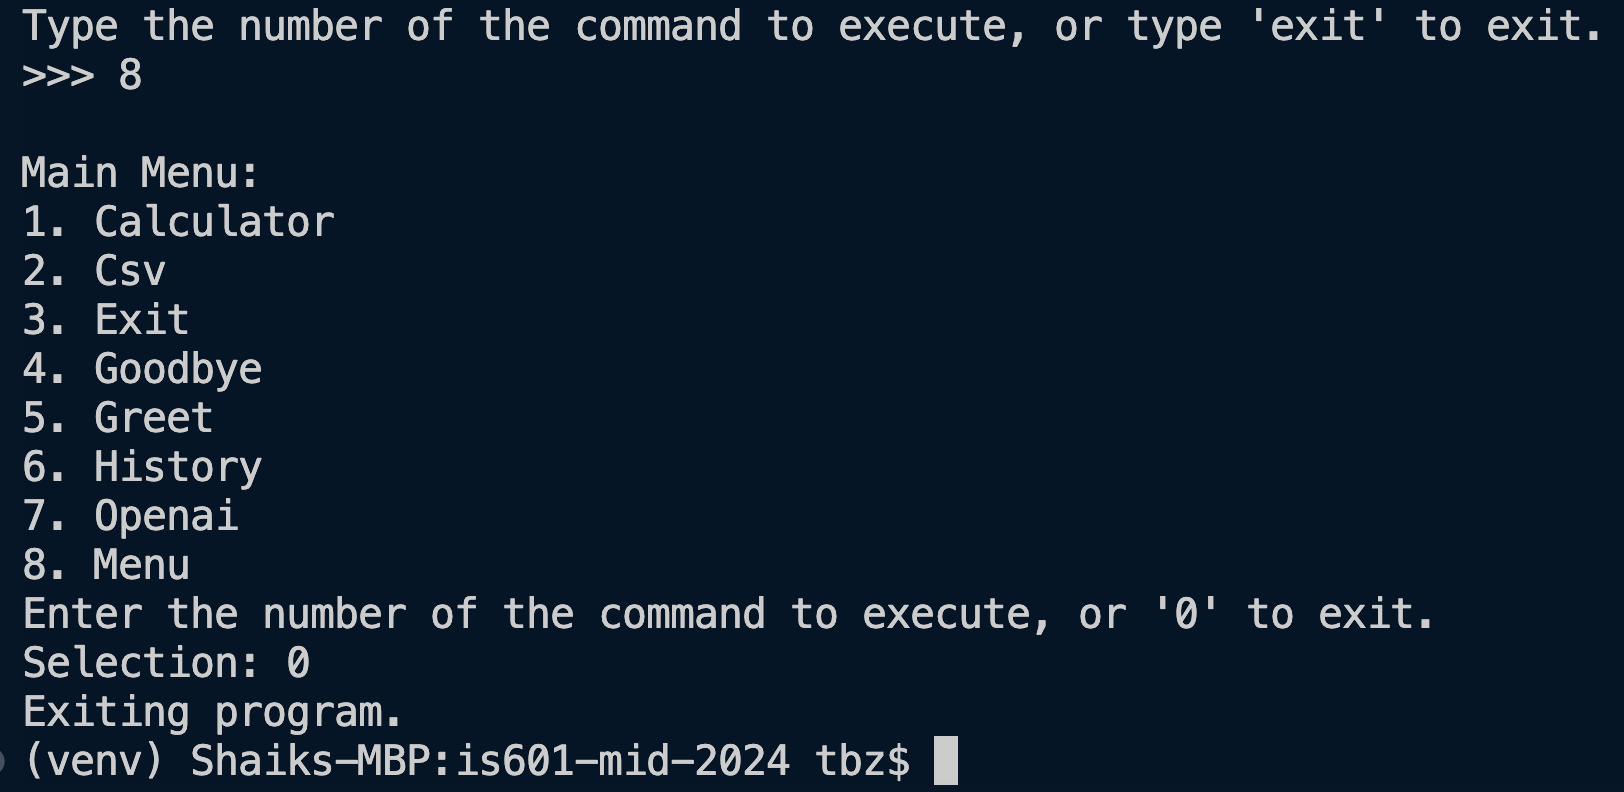 Type the number of the command to execute, or type 'exit' to exit.
>>> 8
Main Menu:
1. Calculator
2. Csv
3. Exit
4. Goodbye
5. Greet
6. History
7. Openai
8. Menu
Enter the number of the command to execute, or '0' to exit.
Selection: 0
Exiting program.
(venv) Shaiks-MBP:is601-mid-2024 tbz$